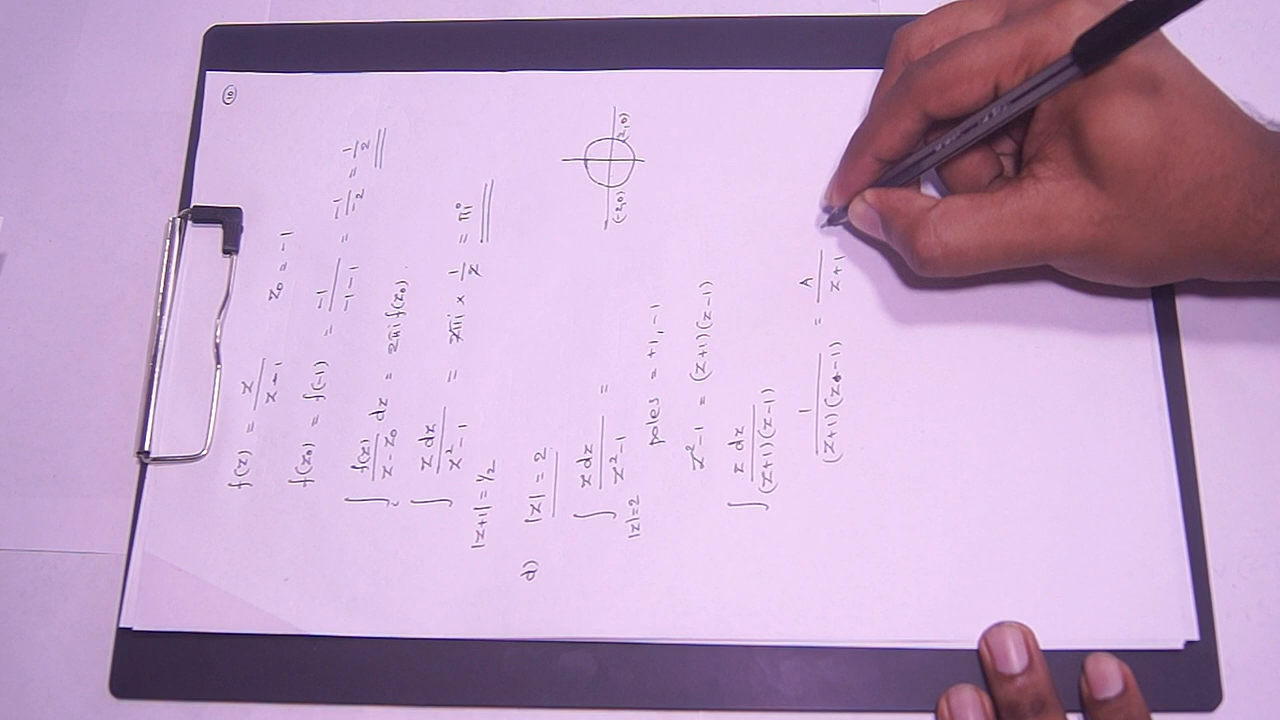 10
f(z) = z / z-1    z₀ = -1
f(z₀) = f(-1) = -1 / -1-1 = -1 / -2 = 1/2
∫c f(z) / z-z₀ dz = 2πi f(z₀).
∫|z+1|=1/2 z dz / z²-1 = 2πi × 1/2 = πi
d) |z| = 2
∫|z|=2 z dz / z²-1 =
(-2,0) (2,0)
poles = +1, -1
z²-1 = (z+1)(z-1)
∫ z dz / (z+1)(z-1)
1 / (z+1)(z-1) = A / z+1